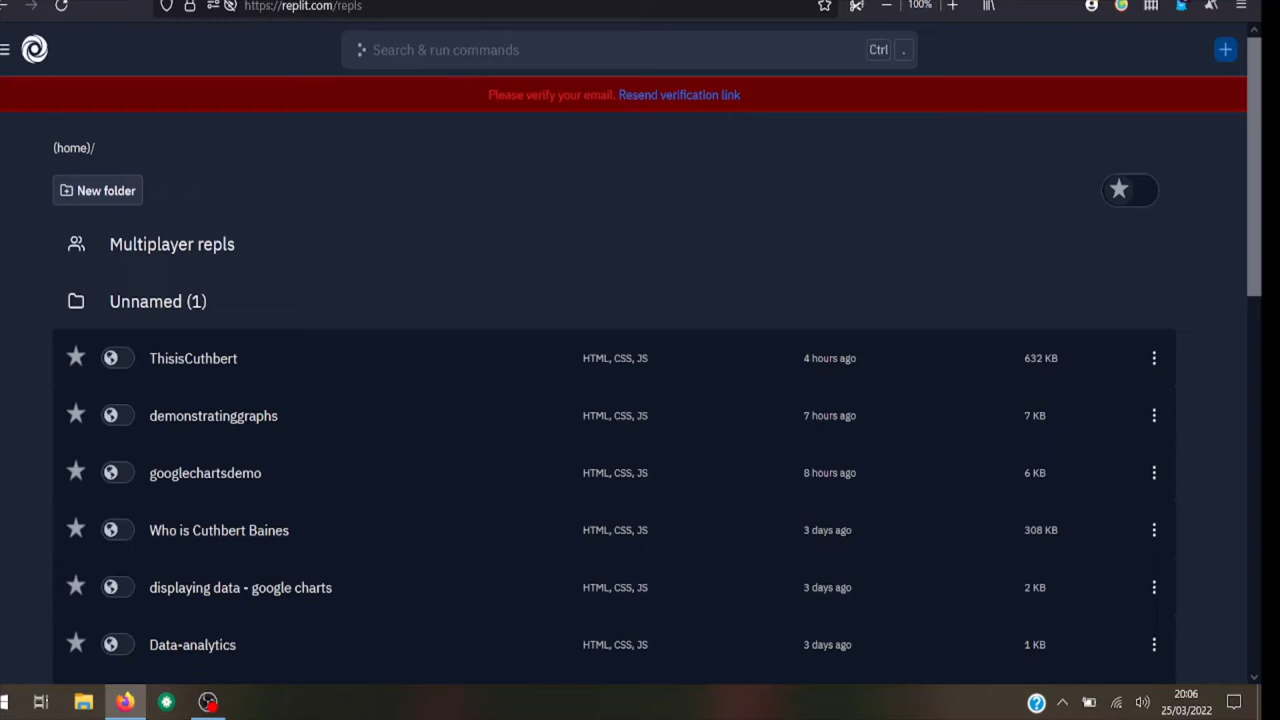 https://replit.com/repls
100%
Search & run commands
Ctrl .
Please verify your email. Resend verification link
(home)/
New folder
Multiplayer repls
Unnamed (1)
ThisisCuthbert HTML, CSS, JS 4 hours ago 632 KB
demonstratinggraphs HTML, CSS, JS 7 hours ago 7 KB
googlechartsdemo HTML, CSS, JS 8 hours ago 6 KB
Who is Cuthbert Baines HTML, CSS, JS 3 days ago 308 KB
displaying data - google charts HTML, CSS, JS 3 days ago 2 KB
Data-analytics HTML, CSS, JS 3 days ago 1 KB
20:06
25/03/2022